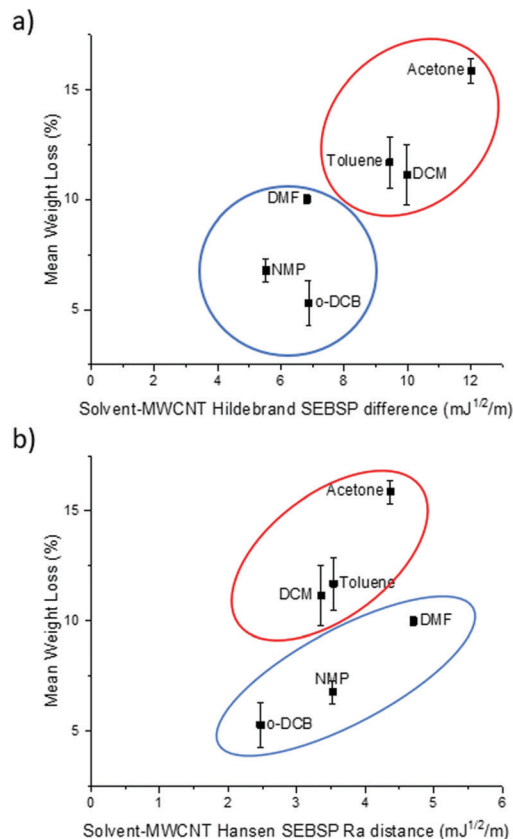 a)
Mean Weight Loss (%)
15
10
5
Acetone
Toluene
DCM
DMF
NMP
o-DCB
0 2 4 6 8 10 12
Solvent-MWCNT Hildebrand SEBSP difference (mJ1/2/m)
b)
Mean Weight Loss (%)
15
10
5
Acetone
Toluene
DCM
DMF
NMP
o-DCB
0 1 2 3 4 5 6
Solvent-MWCNT Hansen SEBSP Ra distance (mJ1/2/m)